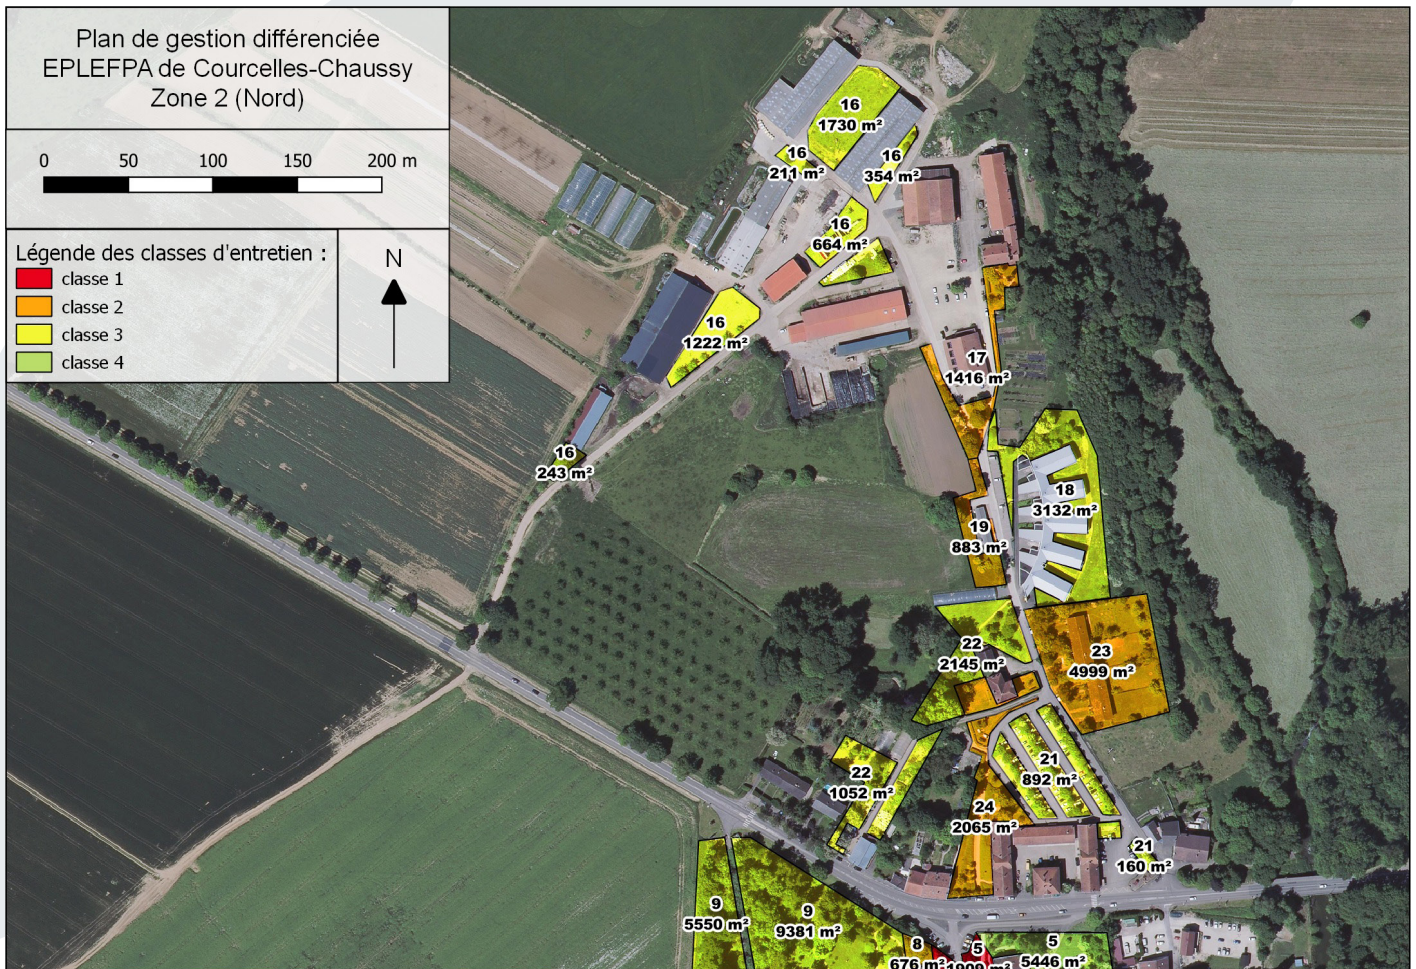 Plan de gestion différenciée
EPLEFPA de Courcelles-Chaussy
Zone 2 (Nord)
0 50 100 150 200 m
Légende des classes d'entretien :
classe 1
classe 2
classe 3
classe 4
N
16
1730 m²
16
211 m²
16
354 m²
16
664 m²
16
1222 m²
17
1416 m²
16
243 m²
18
3132 m²
19
883 m²
22
2145 m²
23
4999 m²
21
892 m²
22
1052 m²
24
2065 m²
21
160 m²
9
5550 m²
9
9381 m²
8
676 m²
5
1909 m²
5
5446 m²